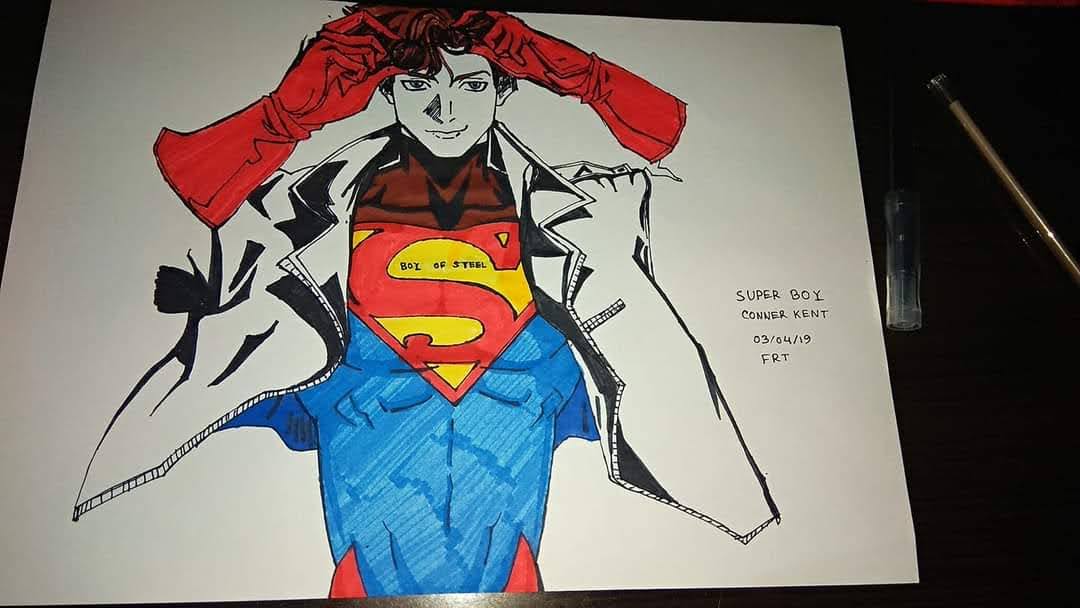 BOY OF STEEL
SUPER BOY
CONNER KENT
03/04/19
FRT